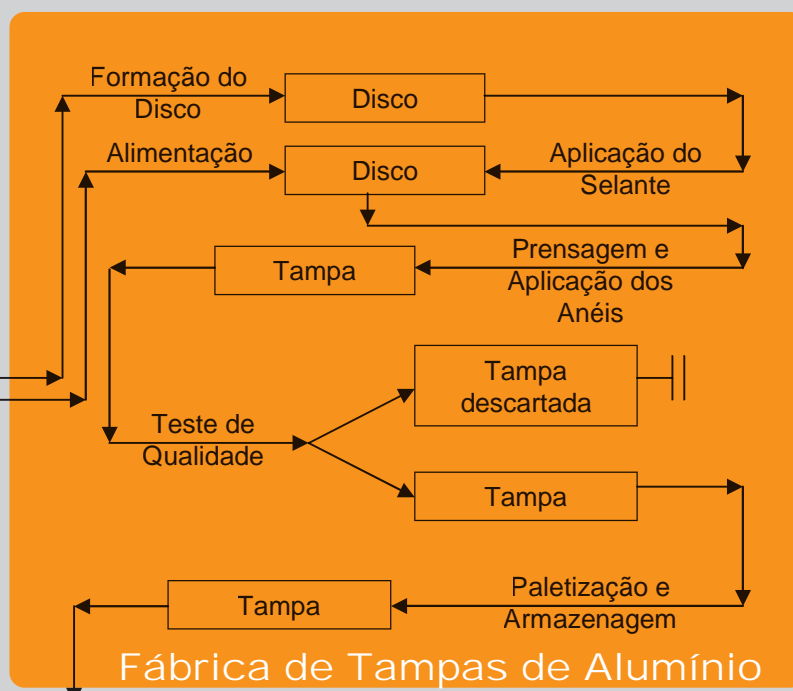 Formação do
Disco
Disco
Alimentação
Disco
Aplicação do
Selante
Tampa
Prensagem e
Aplicação dos
Anéis
Tampa
descartada
Teste de
Qualidade
Tampa
Tampa
Paletização e
Armazenagem
Fábrica de Tampas de Alumínio